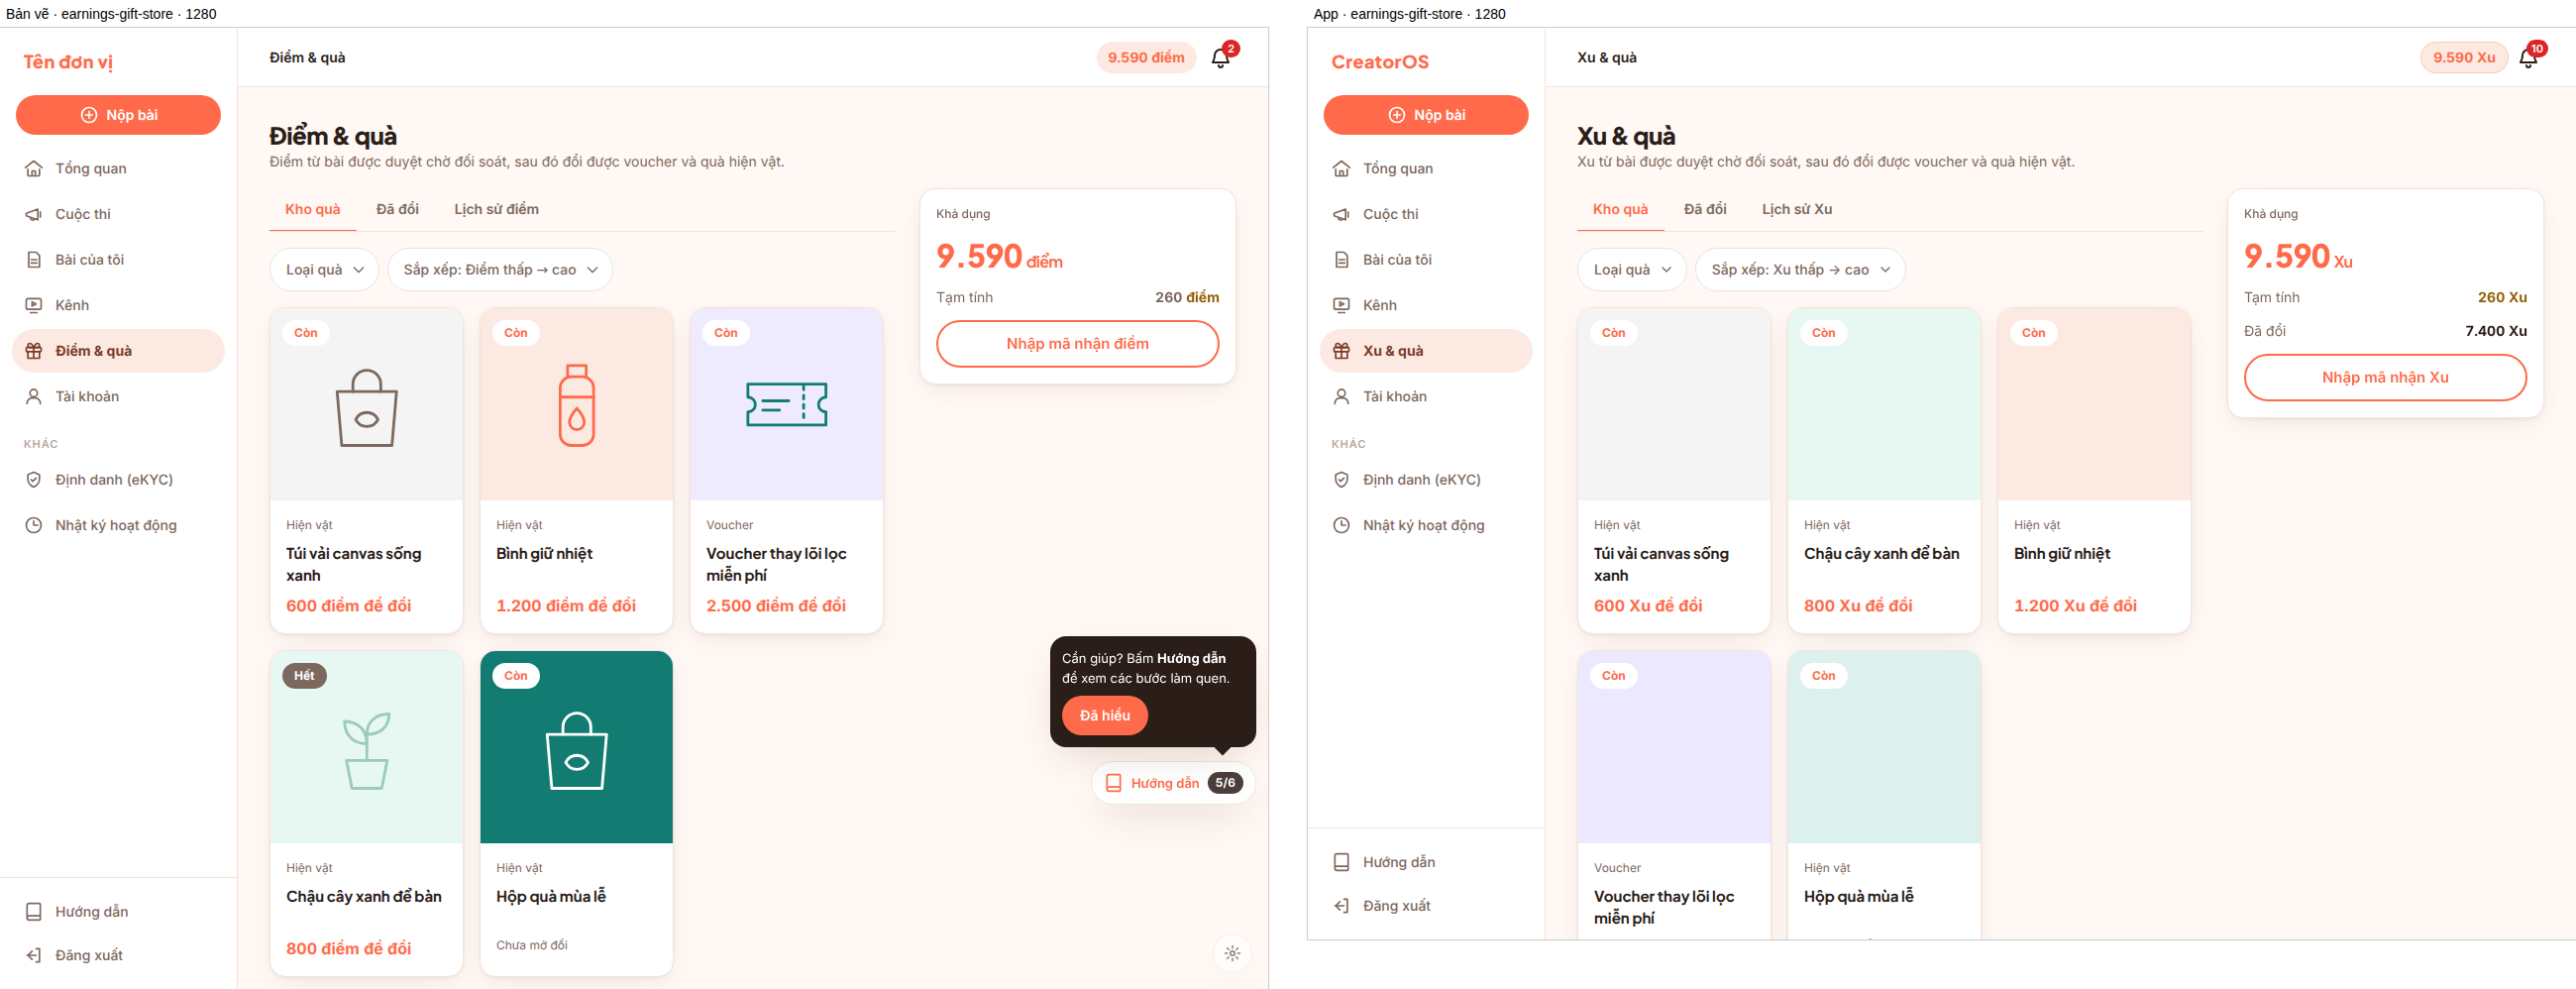 Bản vẽ · earnings-gift-store · 1280
Tên đơn vị
Nộp bài
Tổng quan
Cuộc thi
Bài của tôi
Kênh
Điểm & quà
Tài khoản
KHÁC
Định danh (eKYC)
Nhật ký hoạt động
Hướng dẫn
Đăng xuất
Điểm & quà
9.590 điểm
2
Điểm & quà
Điểm từ bài được duyệt chờ đối soát, sau đó đổi được voucher và quà hiện vật.
Kho quà
Đã đổi
Lịch sử điểm
Loại quà
Sắp xếp: Điểm thấp → cao
Còn
Hiện vật
Túi vải canvas sống
xanh
600 điểm để đổi
Còn
Hiện vật
Bình giữ nhiệt
1.200 điểm để đổi
Còn
Voucher
Voucher thay lõi lọc
miễn phí
2.500 điểm để đổi
Hết
Hiện vật
Chậu cây xanh để bàn
800 điểm để đổi
Còn
Hiện vật
Hộp quà mùa lễ
Chưa mở đổi
Khả dụng
9.590 điểm
Tạm tính 260 điểm
Nhập mã nhận điểm
Cần giúp? Bấm Hướng dẫn
để xem các bước làm quen.
Đã hiểu
Hướng dẫn 5/6
App · earnings-gift-store · 1280
CreatorOS
Nộp bài
Tổng quan
Cuộc thi
Bài của tôi
Kênh
Xu & quà
Tài khoản
KHÁC
Định danh (eKYC)
Nhật ký hoạt động
Hướng dẫn
Đăng xuất
Xu & quà
9.590 Xu
10
Xu & quà
Xu từ bài được duyệt chờ đối soát, sau đó đổi được voucher và quà hiện vật.
Kho quà
Đã đổi
Lịch sử Xu
Loại quà
Sắp xếp: Xu thấp → cao
Còn
Hiện vật
Túi vải canvas sống
xanh
600 Xu để đổi
Còn
Hiện vật
Chậu cây xanh để bàn
800 Xu để đổi
Còn
Hiện vật
Bình giữ nhiệt
1.200 Xu để đổi
Còn
Voucher
Voucher thay lõi lọc
miễn phí
Còn
Hiện vật
Hộp quà mùa lễ
Khả dụng
9.590 Xu
Tạm tính 260 Xu
Đã đổi 7.400 Xu
Nhập mã nhận Xu